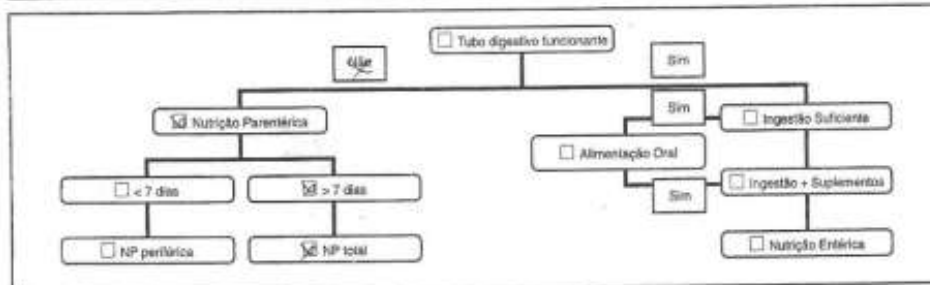 ☐ Tubo digestivo funcionante
Não
Sim
☑ Nutrição Parentérica
Sim
☐ Ingestão Suficiente
☐ Alimentação Oral
☐ < 7 dias
☑ > 7 dias
Sim
☐ Ingestão + Suplementos
☐ NP periférica
☑ NP total
☐ Nutrição Entérica